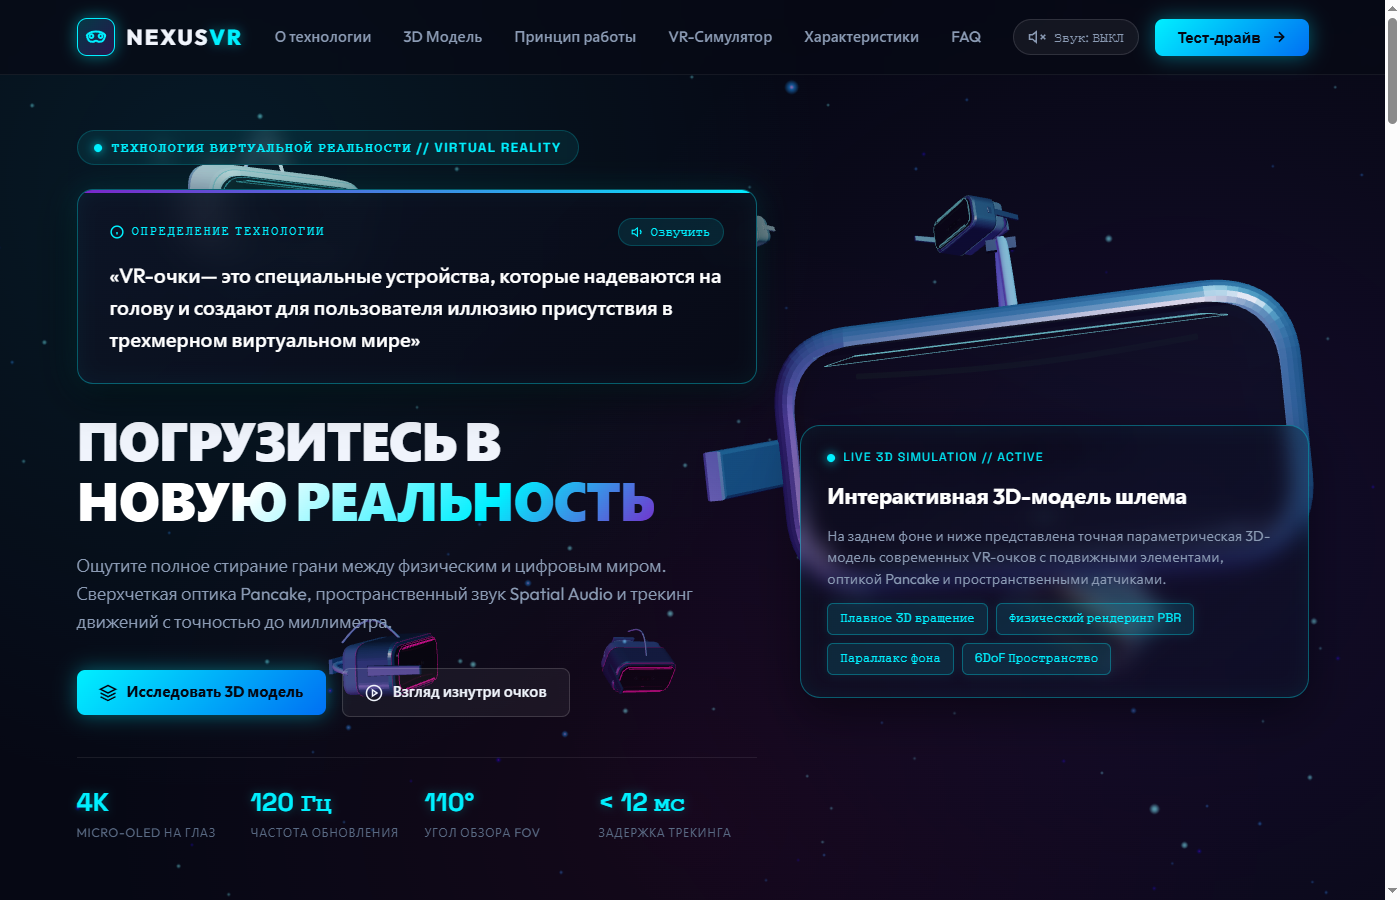 NEXUSVR
О технологии
3D Модель
Принцип работы
VR-Симулятор
Характеристики
FAQ
Звук: ВЫКЛ
Тест-драйв
ТЕХНОЛОГИЯ ВИРТУАЛЬНОЙ РЕАЛЬНОСТИ // VIRTUAL REALITY
ОПРЕДЕЛЕНИЕ ТЕХНОЛОГИИ
Озвучить
«VR-очки— это специальные устройства, которые надеваются на
голову и создают для пользователя иллюзию присутствия в
трехмерном виртуальном мире»
ПОГРУЗИТЕСЬ В
НОВУЮ РЕАЛЬНОСТЬ
Ощутите полное стирание грани между физическим и цифровым миром.
Сверхчеткая оптика Pancake, пространственный звук Spatial Audio и трекинг
движений с точностью до миллиметра.
Исследовать 3D модель
Взгляд изнутри очков
4K
MICRO-OLED НА ГЛАЗ
120 Гц
ЧАСТОТА ОБНОВЛЕНИЯ
110°
УГОЛ ОБЗОРА FOV
< 12 мс
ЗАДЕРЖКА ТРЕКИНГА
LIVE 3D SIMULATION // ACTIVE
Интерактивная 3D-модель шлема
На заднем фоне и ниже представлена точная параметрическая 3D-
модель современных VR-очков с подвижными элементами,
оптикой Pancake и пространственными датчиками.
Плавное 3D вращение
Физический рендеринг PBR
Параллакс фона
6DoF Пространство